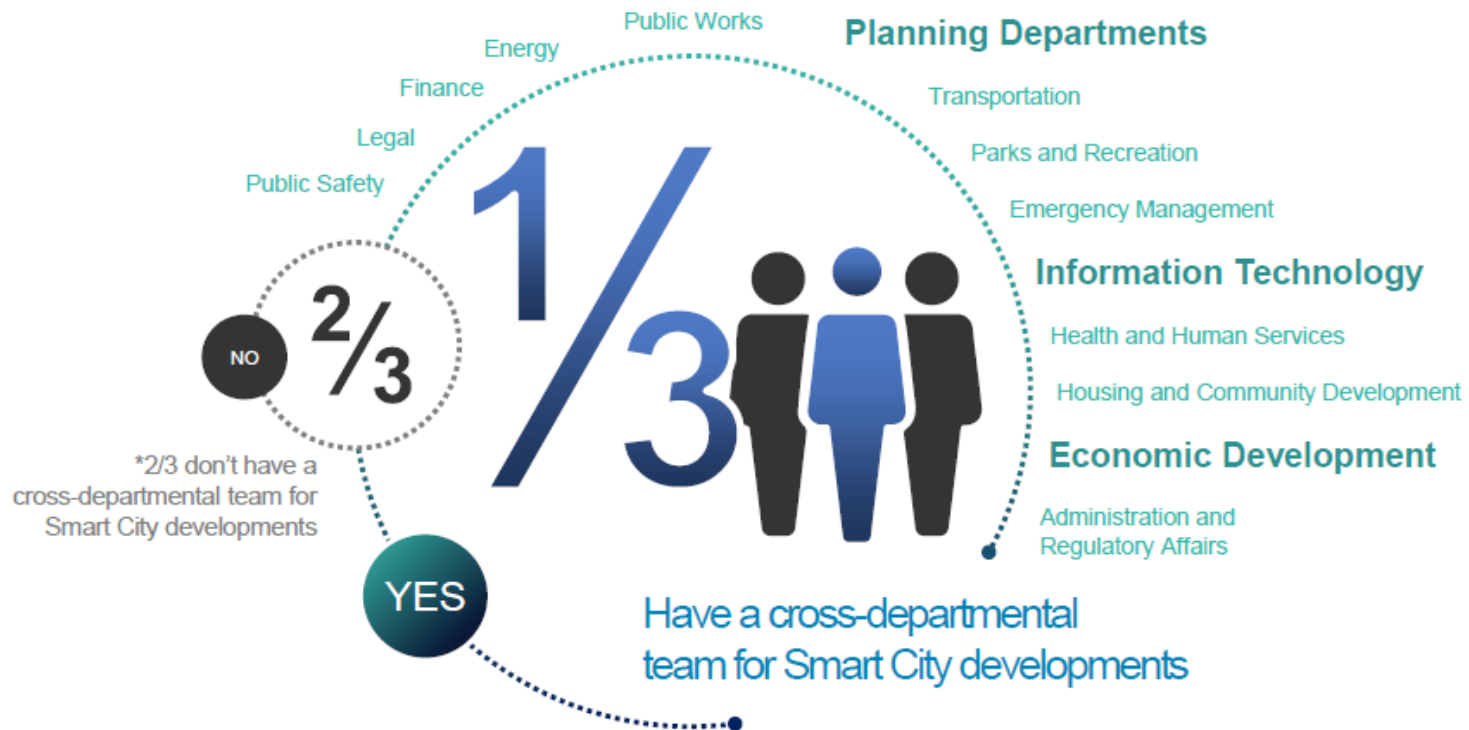 Public Works
Planning Departments
Energy
Finance
Transportation
Legal
Parks and Recreation
Public Safety
Emergency Management
1/3
Information Technology
2/3
NO
Health and Human Services
Housing and Community Development
Economic Development
*2/3 don't have a
cross-departmental team for
Smart City developments
Administration and
Regulatory Affairs
YES
Have a cross-departmental
team for Smart City developments